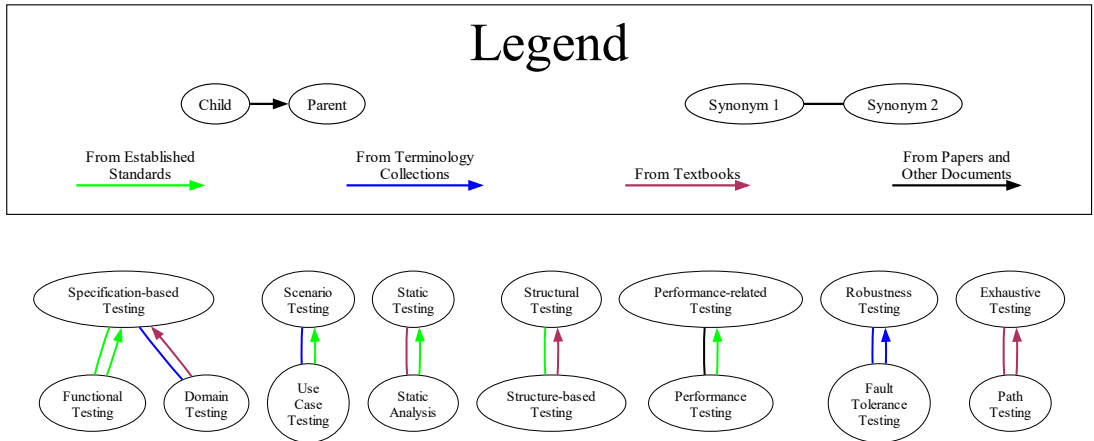 Legend
Child
Parent
Synonym 1
Synonym 2
From Established
Standards
From Terminology
Collections
From Textbooks
From Papers and
Other Documents
Specification-based
Testing
Scenario
Testing
Static
Testing
Structural
Testing
Performance-related
Testing
Robustness
Testing
Exhaustive
Testing
Functional
Testing
Domain
Testing
Use
Case
Testing
Static
Analysis
Structure-based
Testing
Performance
Testing
Fault
Tolerance
Testing
Path
Testing